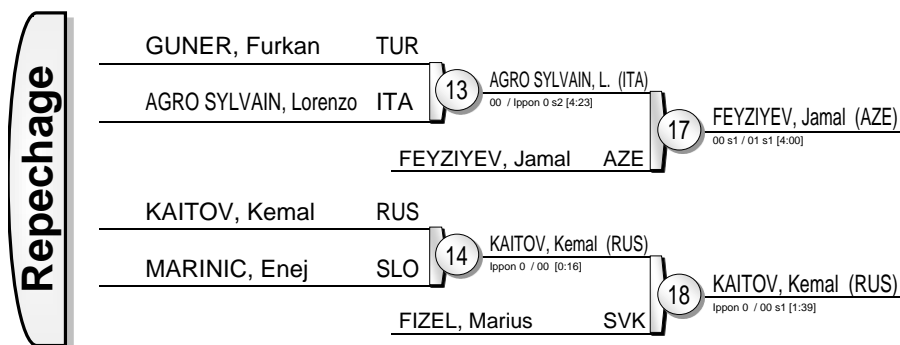 Repechage
GUNER, Furkan TUR
AGRO SYLVAIN, Lorenzo ITA
13
AGRO SYLVAIN, L. (ITA)
00 / Ippon 0 s2 [4:23]
FEYZIYEV, Jamal AZE
17
FEYZIYEV, Jamal (AZE)
00 s1 / 01 s1 [4:00]
KAITOV, Kemal RUS
MARINIC, Enej SLO
14
KAITOV, Kemal (RUS)
Ippon 0 / 00 [0:16]
FIZEL, Marius SVK
18
KAITOV, Kemal (RUS)
Ippon 0 / 00 s1 [1:39]